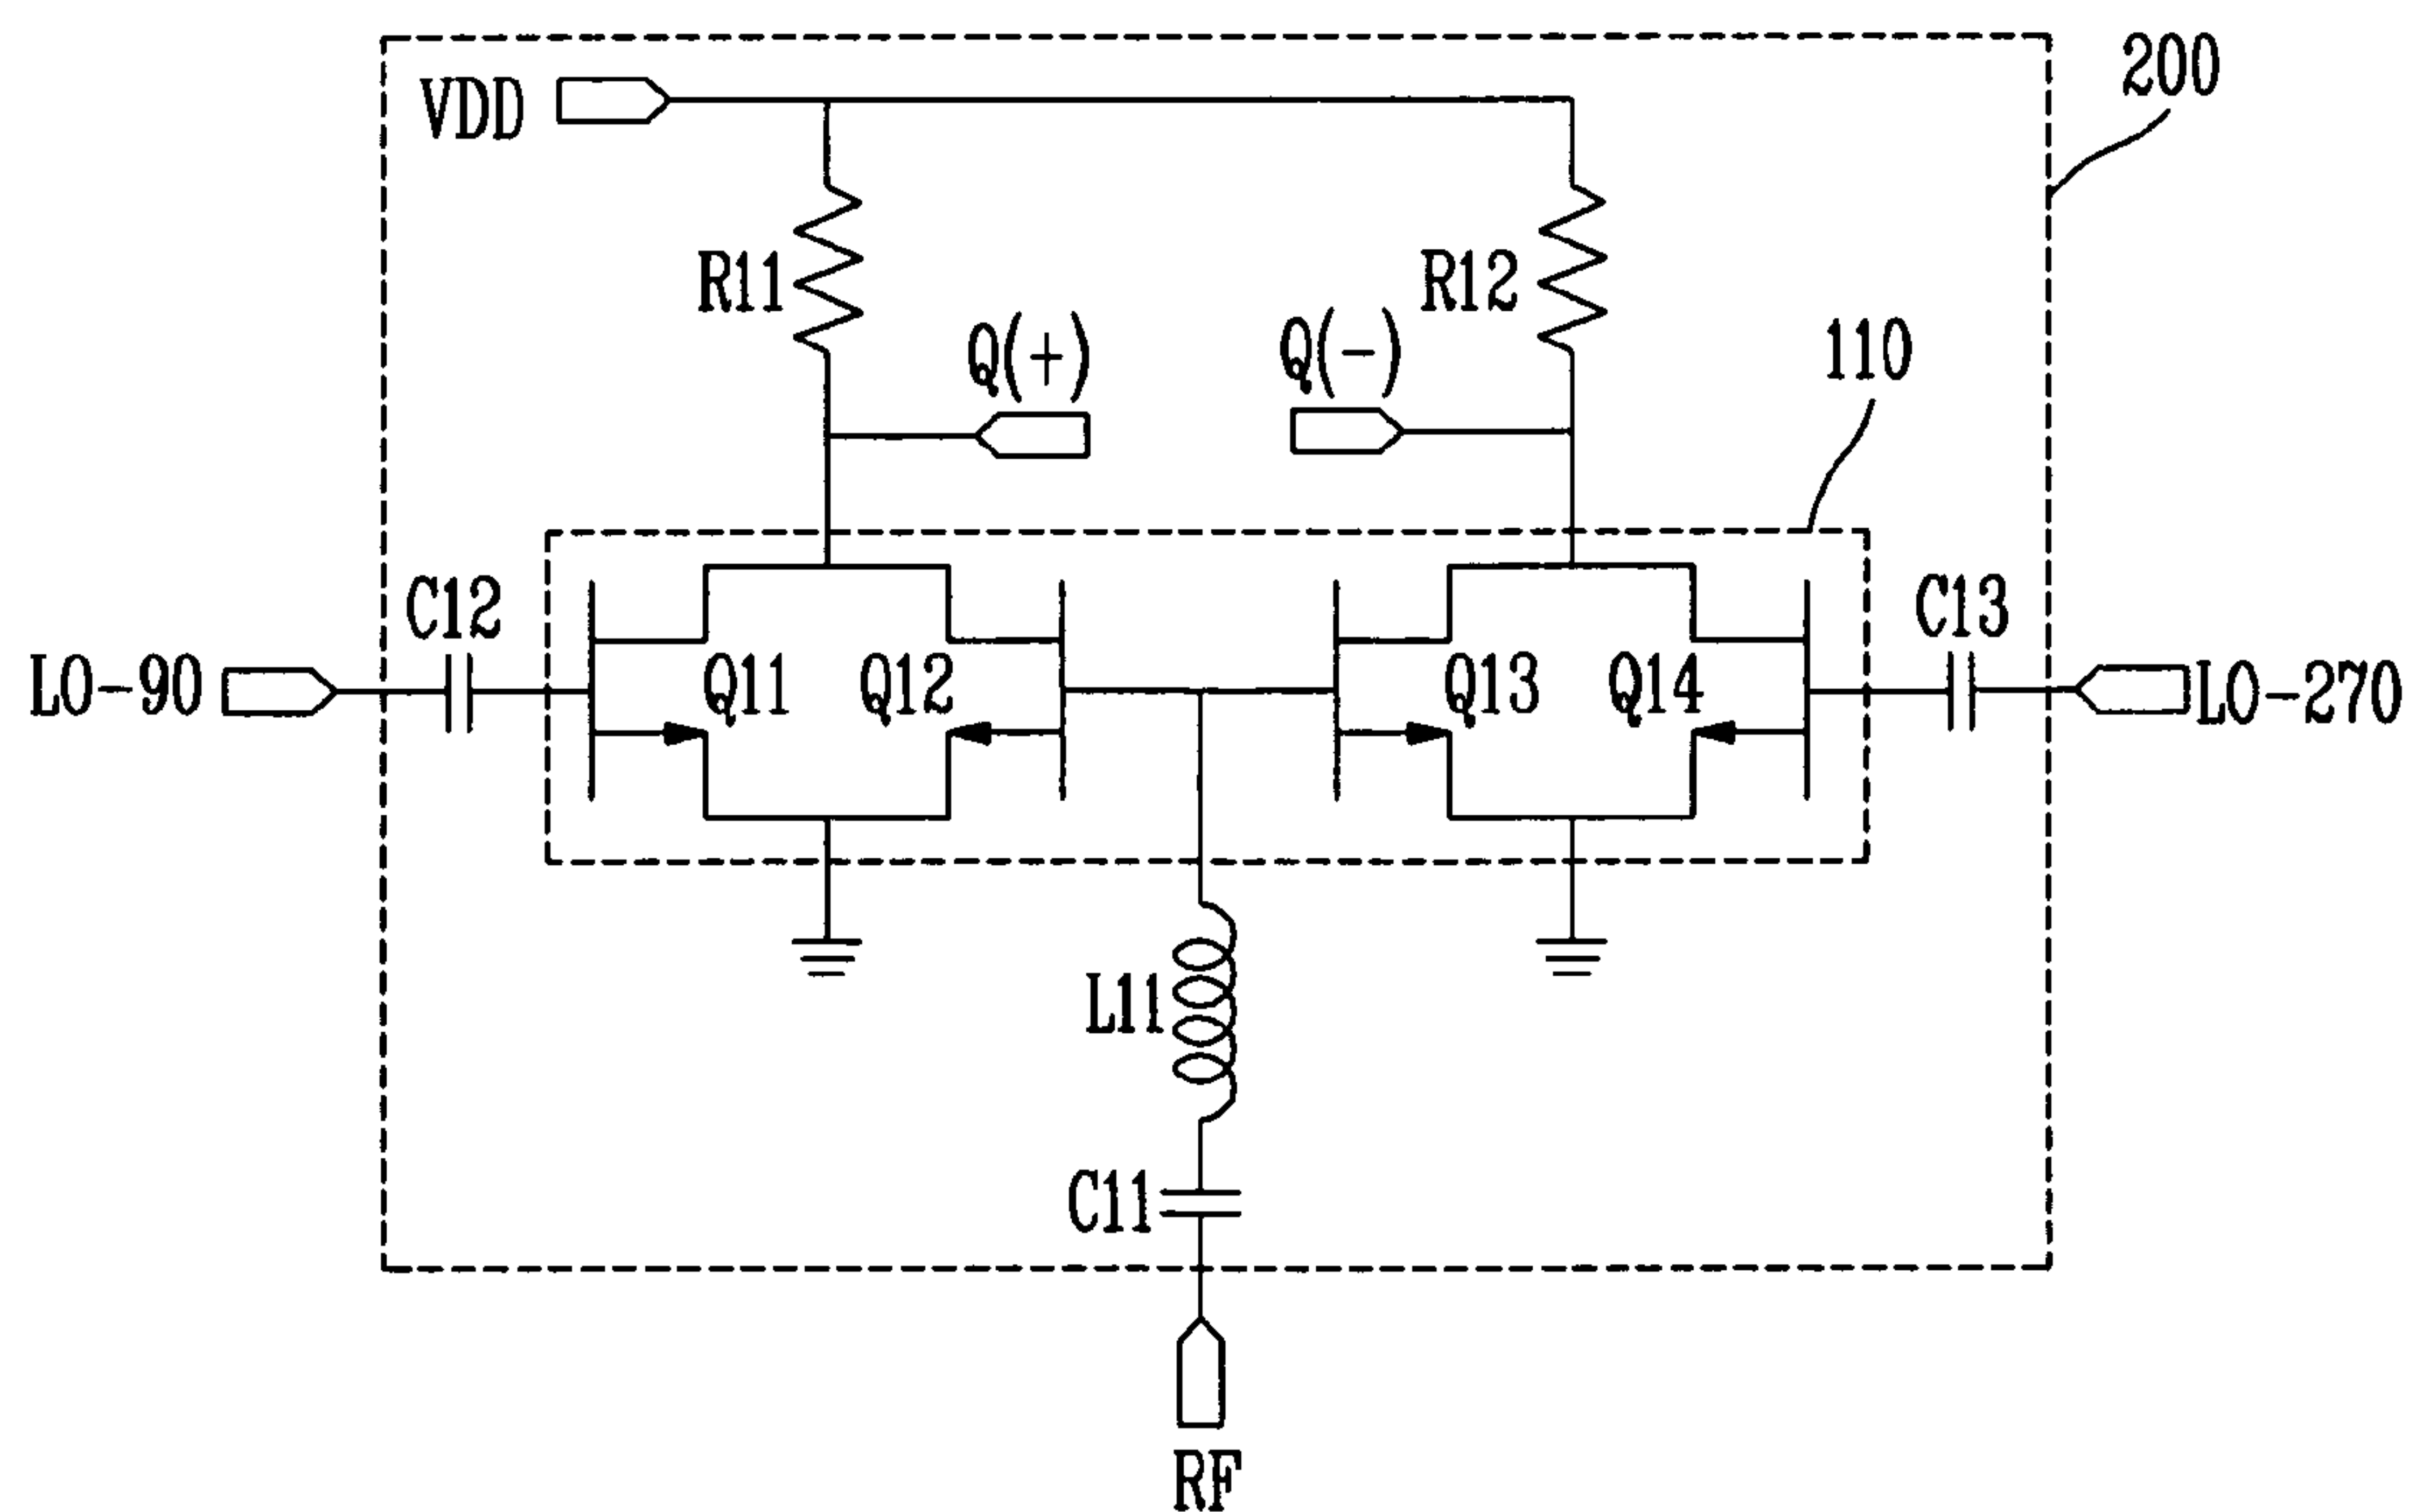 200
VDD
R11
R12
Q(+)
Q(-)
110
C12
C13
LO-90
Q11
Q12
Q13
Q14
LO-270
L11
C11
RF